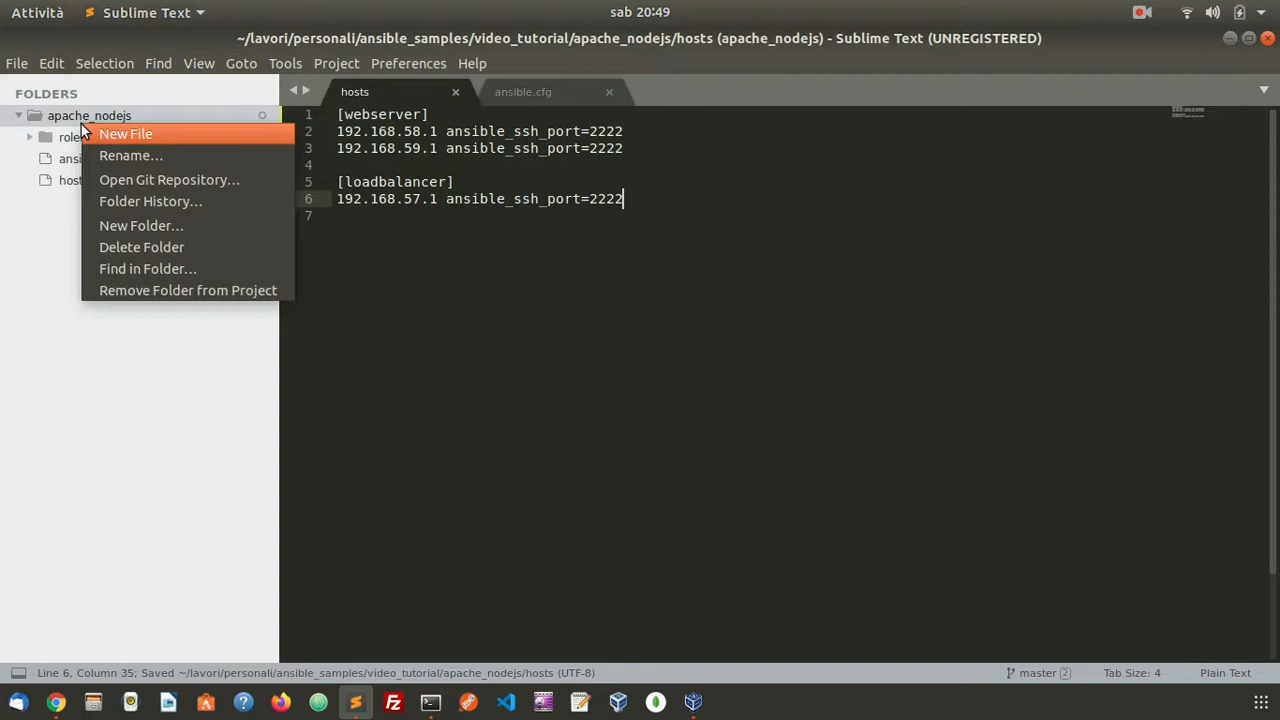 Attività
Sublime Text
sab 20:49
~/lavori/personali/ansible_samples/video_tutorial/apache_nodejs/hosts (apache_nodejs) - Sublime Text (UNREGISTERED)
File Edit Selection Find View Goto Tools Project Preferences Help
FOLDERS
apache_nodejs
role
ansi
host
New File
Rename…
Open Git Repository…
Folder History…
New Folder…
Delete Folder
Find in Folder…
Remove Folder from Project
hosts
ansible.cfg
1 [webserver]
2 192.168.58.1 ansible_ssh_port=2222
3 192.168.59.1 ansible_ssh_port=2222
4
5 [loadbalancer]
6 192.168.57.1 ansible_ssh_port=2222
7
Line 6, Column 35; Saved ~/lavori/personali/ansible_samples/video_tutorial/apache_nodejs/hosts (UTF-8)
master 2
Tab Size: 4
Plain Text